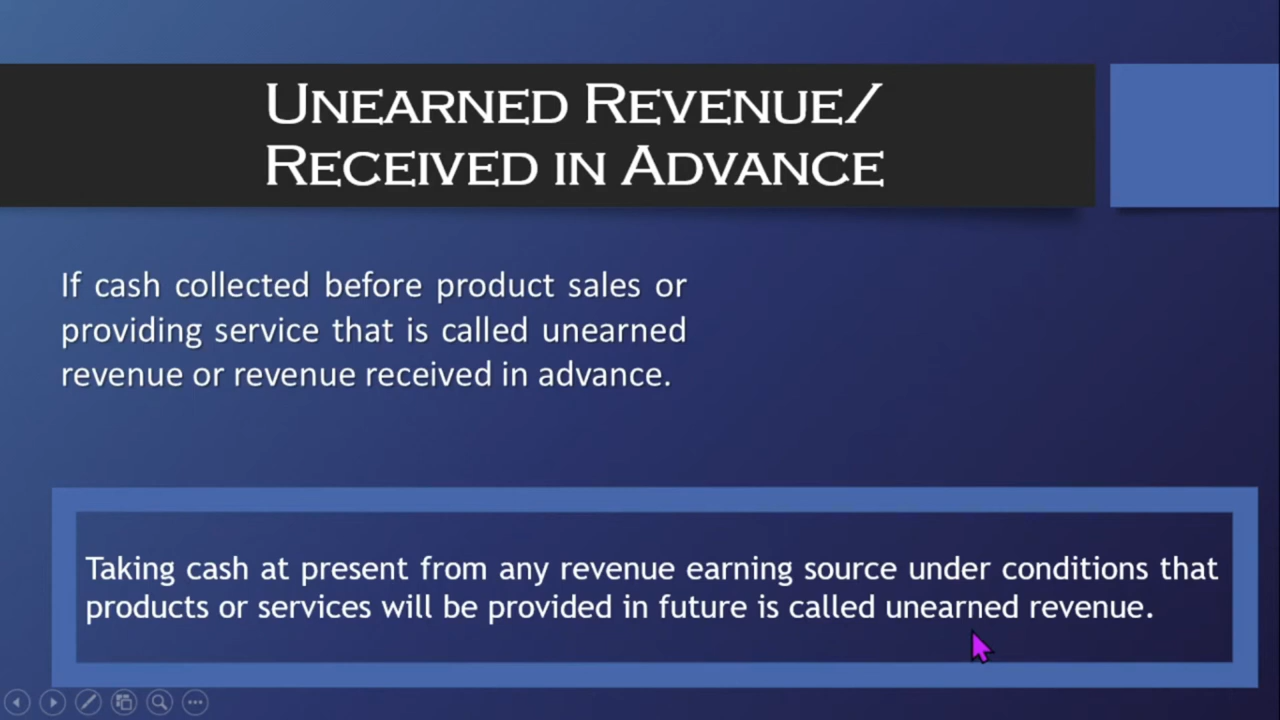 Unearned Revenue/
Received in Advance
If cash collected before product sales or
providing service that is called unearned
revenue or revenue received in advance.
Taking cash at present from any revenue earning source under conditions that
products or services will be provided in future is called unearned revenue.